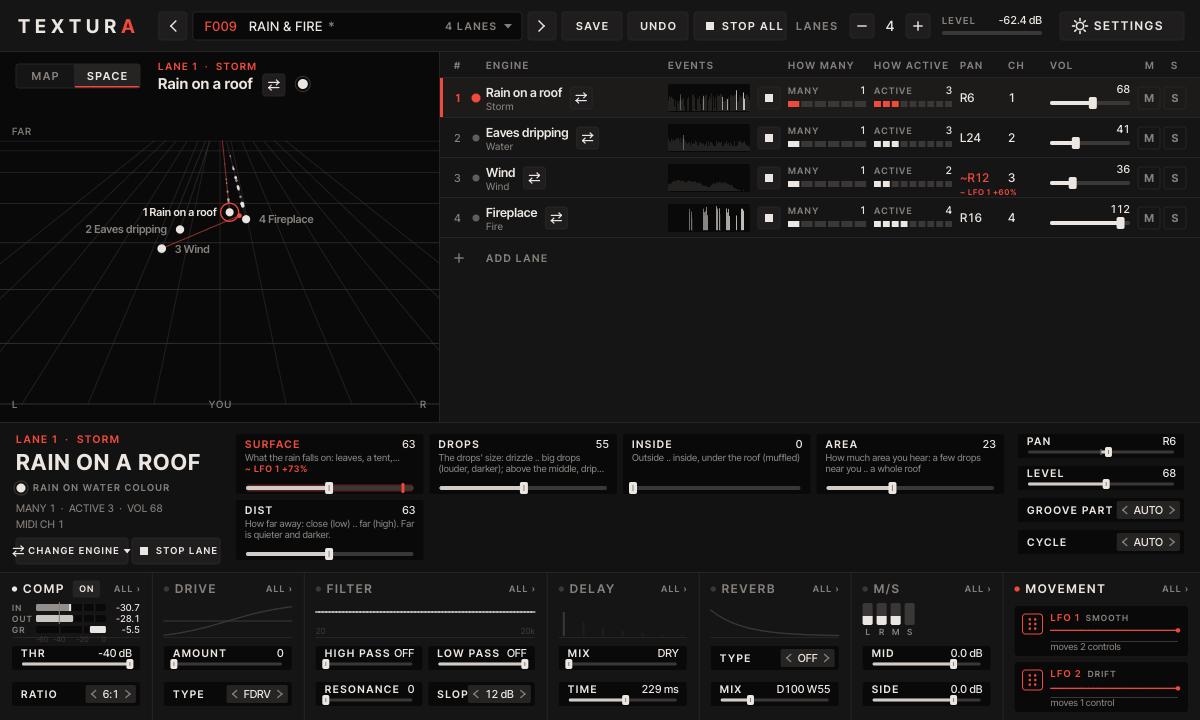 TEXTURA
F009 RAIN & FIRE *
4 LANES
SAVE
UNDO
STOP ALL
LANES
4
LEVEL -62.4 dB
SETTINGS
MAP
SPACE
LANE 1 · STORM
Rain on a roof
FAR
1 Rain on a roof
2 Eaves dripping
4 Fireplace
3 Wind
L
YOU
R
# ENGINE EVENTS HOW MANY HOW ACTIVE PAN CH VOL M S
1 Rain on a roof MANY 1 ACTIVE 3 R6 1 68 M S
Storm
2 Eaves dripping MANY 1 ACTIVE 3 L24 2 41 M S
Water
3 Wind MANY 1 ACTIVE 2 ~R12 3 36 M S
Wind ~ LFO 1 +60%
4 Fireplace MANY 1 ACTIVE 4 R16 4 112 M S
Fire
+ ADD LANE
LANE 1 · STORM
RAIN ON A ROOF
RAIN ON WATER COLOUR
MANY 1 · ACTIVE 3 · VOL 68
MIDI CH 1
CHANGE ENGINE
STOP LANE
SURFACE 63
What the rain falls on: leaves, a tent,...
~ LFO 1 +73%
DROPS 55
The drops' size: drizzle .. big drops
(louder, darker); above the middle, drip...
INSIDE 0
Outside .. inside, under the roof (muffled)
AREA 23
How much area you hear: a few drops
near you .. a whole roof
DIST 63
How far away: close (low) .. far (high). Far
is quieter and darker.
PAN R6
LEVEL 68
GROOVE PART < AUTO >
CYCLE < AUTO >
COMP ON ALL ›
IN -30.7
OUT -28.1
GR -5.5
-60 -40 -20 0
THR -40 dB
RATIO < 6:1 >
DRIVE ALL ›
AMOUNT 0
TYPE < FDRV >
FILTER ALL ›
20 20k
HIGH PASS OFF
LOW PASS OFF
RESONANCE 0
SLOP < 12 dB >
DELAY ALL ›
MIX DRY
TIME 229 ms
REVERB ALL ›
TYPE < OFF >
MIX D100 W55
M/S ALL ›
L R M S
MID 0.0 dB
SIDE 0.0 dB
MOVEMENT ALL ›
LFO 1 SMOOTH
moves 2 controls
LFO 2 DRIFT
moves 1 control